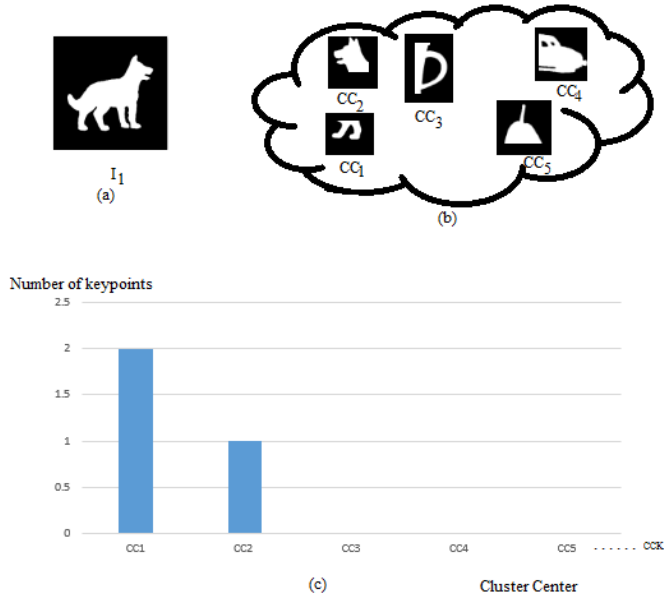 I1
(a)
CC2
CC3
CC4
CC1
CC5
(b)
Number of keypoints
2.5
2
1.5
1
0.5
0
CC1 CC2 CC3 CC4 CC5 ------ CCK
(c)
Cluster Center